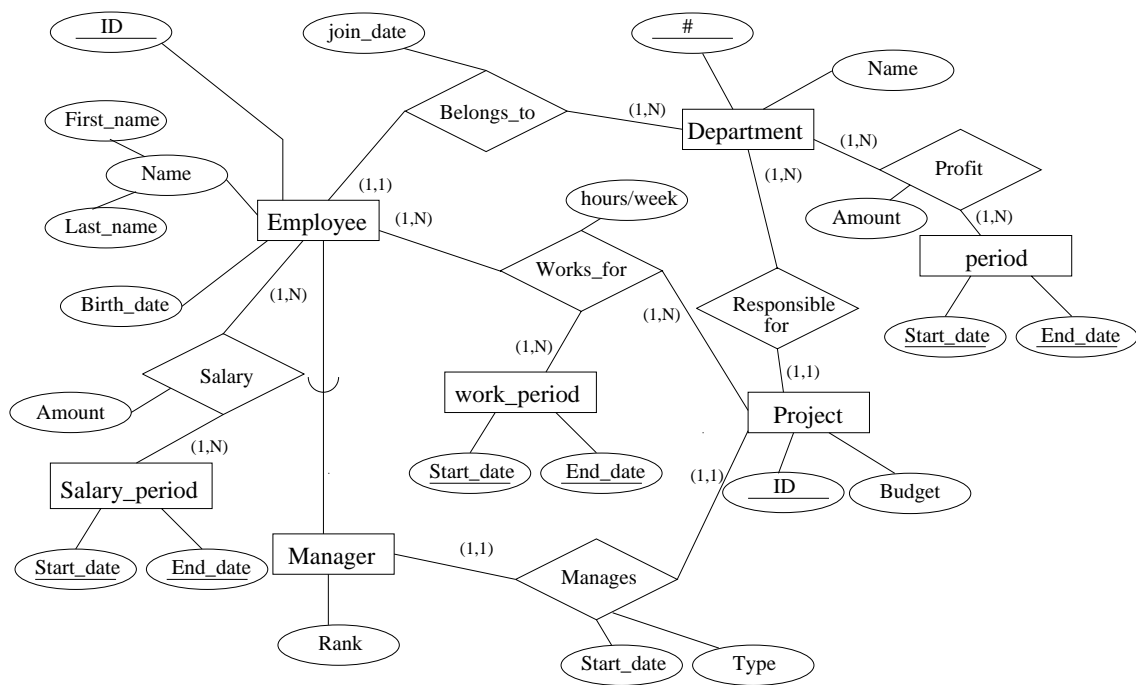 ID
join_date
#
Name
First_name
Belongs_to
(1,N)
Department
(1,N)
Profit
Name
(1,1)
(1,N)
hours/week
(1,N)
Amount
(1,N)
Last_name
Employee
period
Works_for
Birth_date
(1,N)
Responsible
for
(1,N)
Start_date
End_date
(1,N)
Salary
(1,1)
Amount
work_period
Project
(1,N)
Salary_period
Start_date
End_date
(1,1)
ID
Budget
Start_date
End_date
Manager
(1,1)
Manages
Rank
Start_date
Type